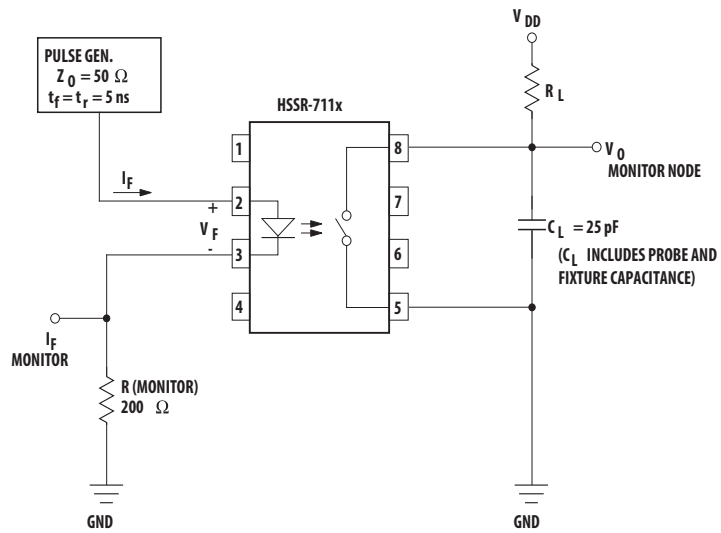 PULSE GEN.
Z0 = 50 Ω
tf = tr = 5 ns
HSSR-711x
V DD
R L
VO
MONITOR NODE
1
2
3
4
8
7
6
5
IF
+
VF
-
CL = 25 pF
(CL INCLUDES PROBE AND
FIXTURE CAPACITANCE)
IF
MONITOR
R (MONITOR)
200 Ω
GND
GND